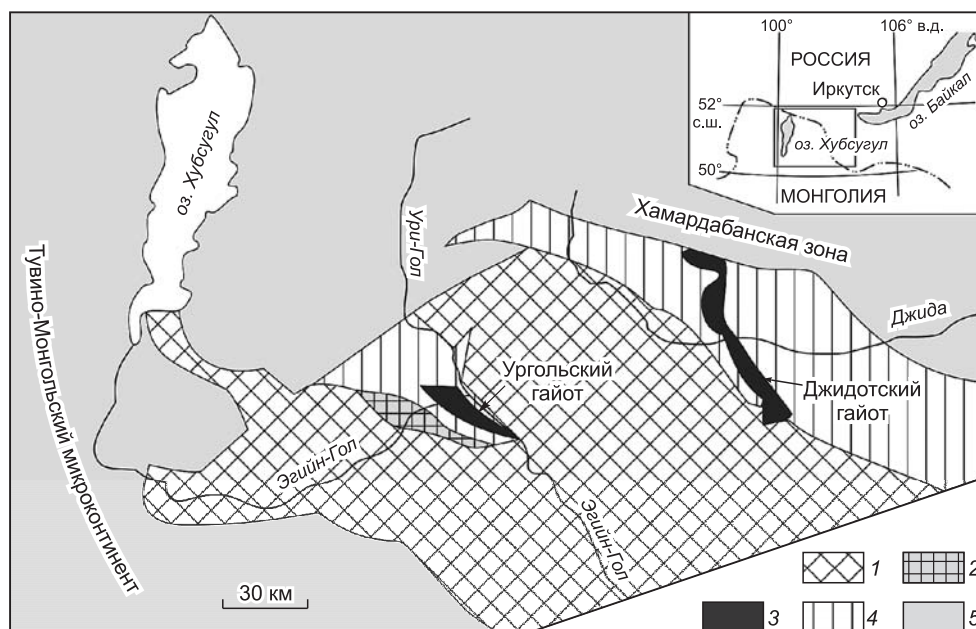 100°
106° в.д.
РОССИЯ
Иркутск
52°
с.ш.
оз. Байкал
оз. Хубсугул
50°
МОНГОЛИЯ
оз. Хубсугул
Ури-Гол
Хамардабанская зона
Тувино-Монгольский микроконтинент
Джида
Ургольский
гайот
Джидотский
гайот
Эгийн-Гол
Эгийн-Гол
30 км
1
2
3
4
5